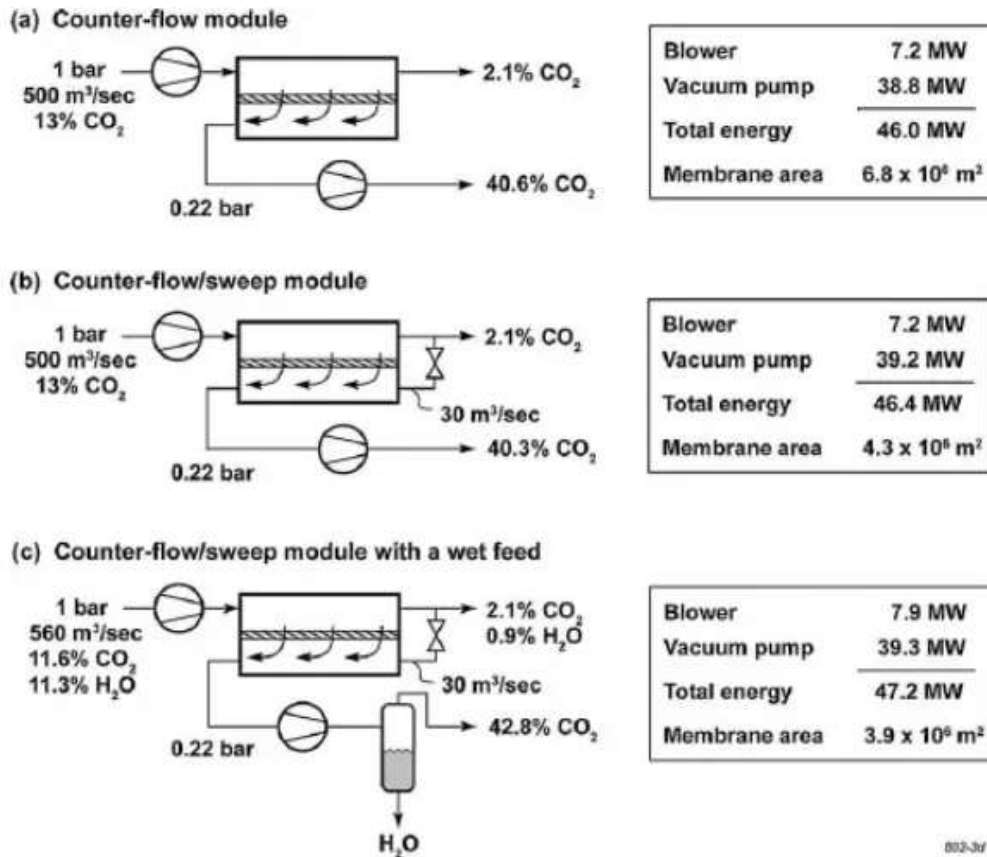 (a) Counter-flow module
1 bar
500 m³/sec
13% CO₂
2.1% CO₂
40.6% CO₂
0.22 bar
Blower 7.2 MW
Vacuum pump 38.8 MW
Total energy 46.0 MW
Membrane area 6.8 x 10⁶ m²
(b) Counter-flow/sweep module
1 bar
500 m³/sec
13% CO₂
2.1% CO₂
30 m³/sec
40.3% CO₂
0.22 bar
Blower 7.2 MW
Vacuum pump 39.2 MW
Total energy 46.4 MW
Membrane area 4.3 x 10⁶ m²
(c) Counter-flow/sweep module with a wet feed
1 bar
560 m³/sec
11.6% CO₂
11.3% H₂O
2.1% CO₂
0.9% H₂O
30 m³/sec
42.8% CO₂
0.22 bar
H₂O
Blower 7.9 MW
Vacuum pump 39.3 MW
Total energy 47.2 MW
Membrane area 3.9 x 10⁶ m²